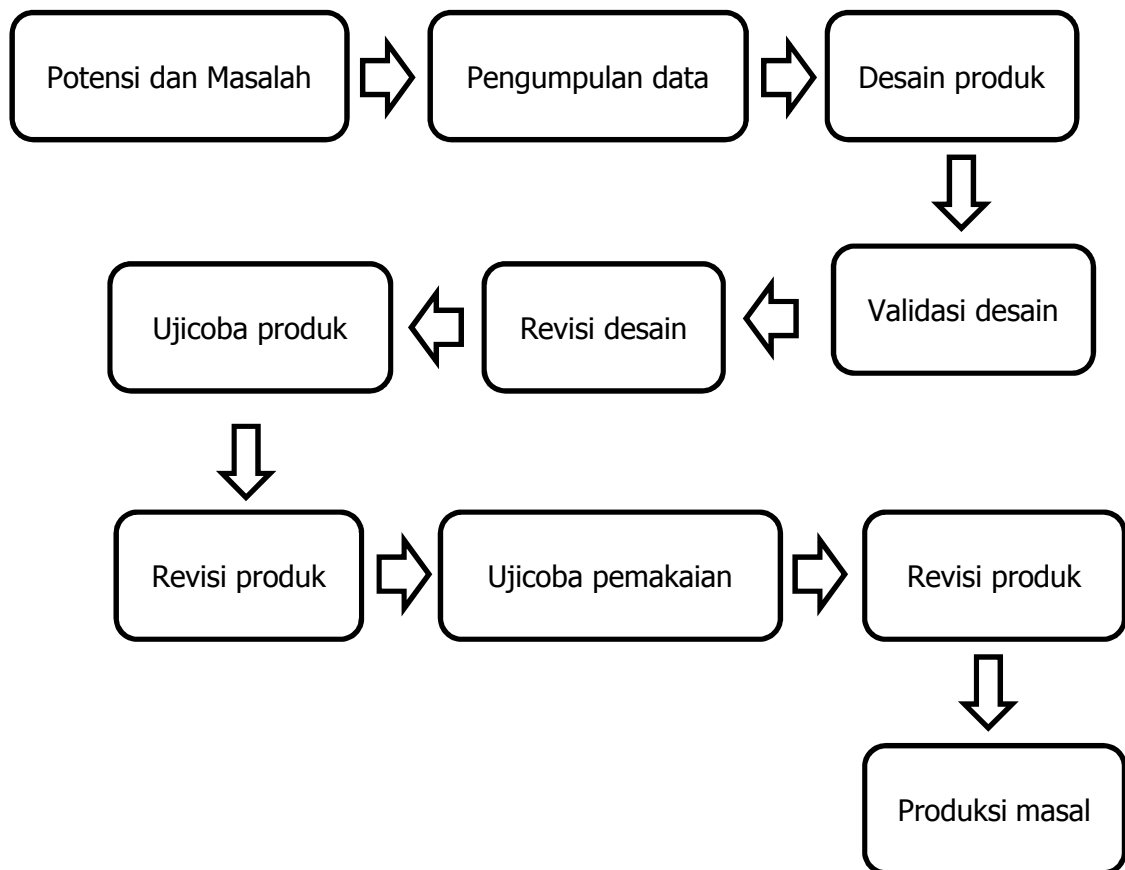 Potensi dan Masalah
Pengumpulan data
Desain produk
Validasi desain
Revisi desain
Ujicoba produk
Revisi produk
Ujicoba pemakaian
Revisi produk
Produksi masal